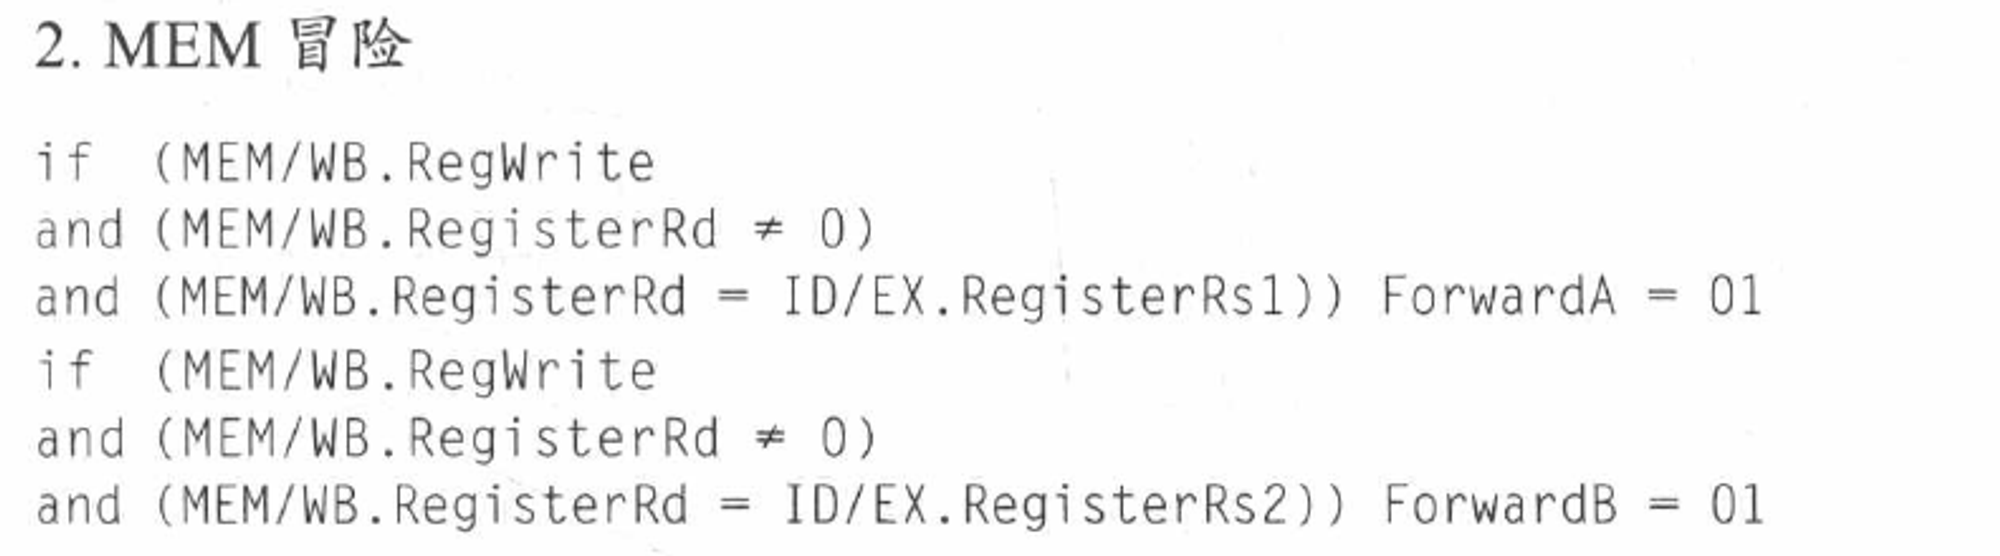 2. MEM 冒险
if (MEM/WB.RegWrite
and (MEM/WB.RegisterRd ≠ 0)
and (MEM/WB.RegisterRd = ID/EX.RegisterRs1)) ForwardA = 01
if (MEM/WB.RegWrite
and (MEM/WB.RegisterRd ≠ 0)
and (MEM/WB.RegisterRd = ID/EX.RegisterRs2)) ForwardB = 01